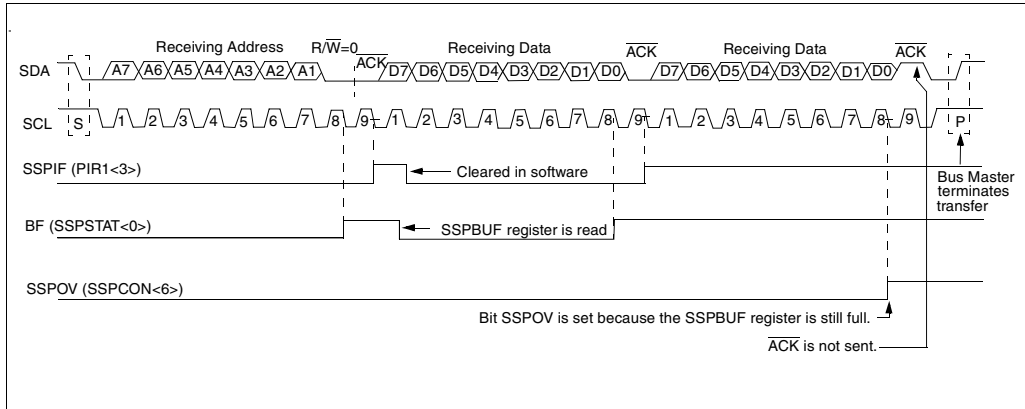 Receiving Address R/W=0 Receiving Data Receiving Data
ACK ACK ACK
SDA A7 A6 A5 A4 A3 A2 A1 D7 D6 D5 D4 D3 D2 D1 D0 D7 D6 D5 D4 D3 D2 D1 D0
SCL S 1 2 3 4 5 6 7 8 9 1 2 3 4 5 6 7 8 9 1 2 3 4 5 6 7 8 9 P
SSPIF (PIR1<3>)
Cleared in software
Bus Master
terminates
transfer
BF (SSPSTAT<0>)
SSPBUF register is read
SSPOV (SSPCON<6>)
Bit SSPOV is set because the SSPBUF register is still full.
ACK is not sent.